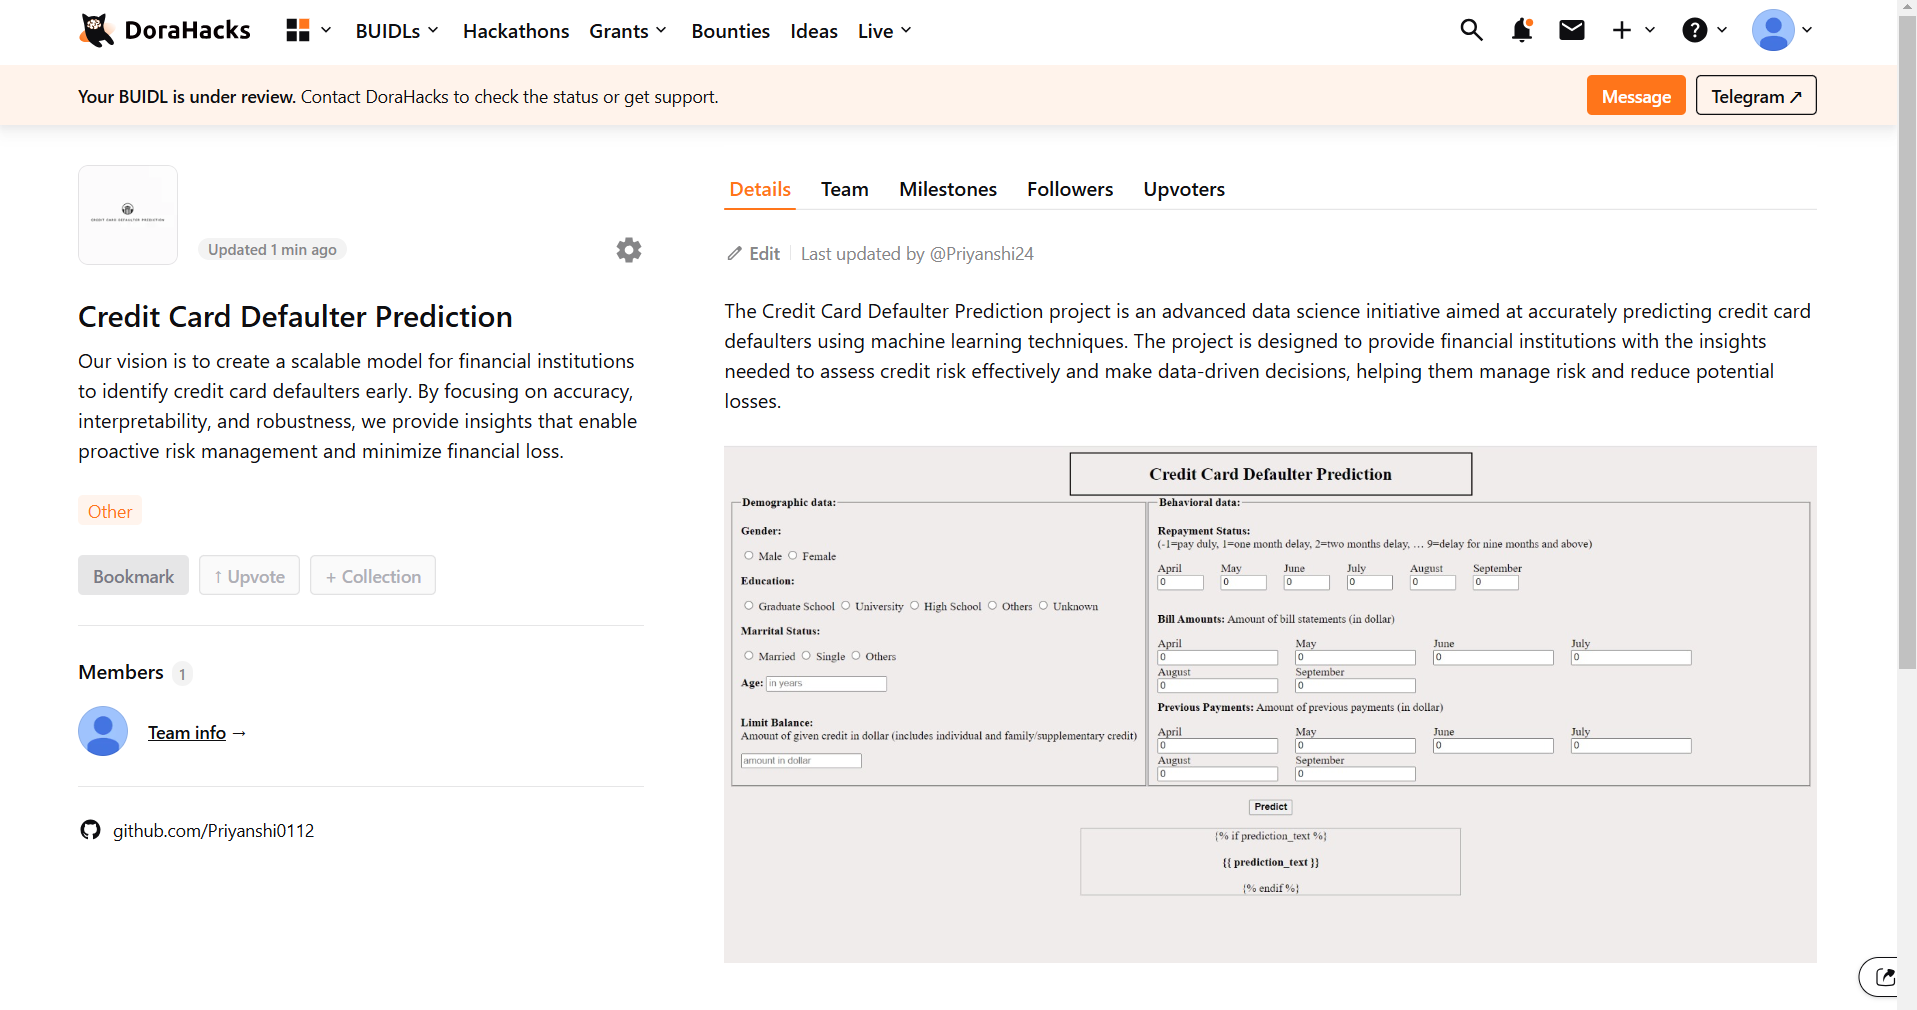 DoraHacks
BUIDLs
Hackathons
Grants
Bounties
Ideas
Live
Your BUIDL is under review. Contact DoraHacks to check the status or get support.
Message
Telegram ↗
CREDIT CARD DEFAULTER PREDICTION
Updated 1 min ago
Credit Card Defaulter Prediction
Our vision is to create a scalable model for financial institutions
to identify credit card defaulters early. By focusing on accuracy,
interpretability, and robustness, we provide insights that enable
proactive risk management and minimize financial loss.
Other
Bookmark
↑ Upvote
+ Collection
Members 1
Team info →
github.com/Priyanshi0112
Details
Team
Milestones
Followers
Upvoters
Edit
Last updated by @Priyanshi24
The Credit Card Defaulter Prediction project is an advanced data science initiative aimed at accurately predicting credit card
defaulters using machine learning techniques. The project is designed to provide financial institutions with the insights
needed to assess credit risk effectively and make data-driven decisions, helping them manage risk and reduce potential
losses.
Credit Card Defaulter Prediction
Demographic data:
Gender:
Male Female
Education:
Graduate School University High School Others Unknown
Marrital Status:
Married Single Others
Age: in years
Limit Balance:
Amount of given credit in dollar (includes individual and family/supplementary credit)
amount in dollar
Behavioral data:
Repayment Status:
(-1=pay duly, 1=one month delay, 2=two months delay, … 9=delay for nine months and above)
April May June July August September
0 0 0 0 0 0
Bill Amounts: Amount of bill statements (in dollar)
April May June July
0 0 0 0
August September
0 0
Previous Payments: Amount of previous payments (in dollar)
April May June July
0 0 0 0
August September
0 0
Predict
{% if prediction_text %}
{{ prediction_text }}
{% endif %}